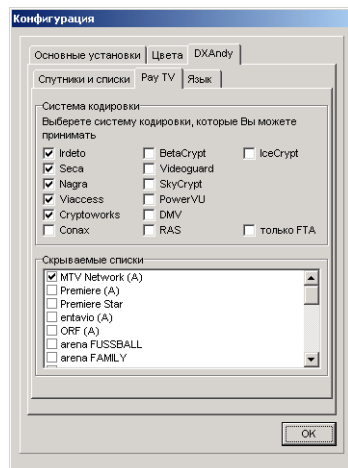 Конфигурация
Основные установки Цвета DXAndy
Спутники и списки Pay TV Язык
Система кодировки
Выберете систему кодировки, которые Вы можете
принимать
Irdeto BetaCrypt IceCrypt
Seca Videoguard
Nagra SkyCrypt
Viaccess PowerVU
Cryptoworks DMV
Conax RAS только FTA
Скрываемые списки
MTV Network (A)
Premiere (A)
Premiere Star
entavio (A)
ORF (A)
arena FUSSBALL
arena FAMILY
OK